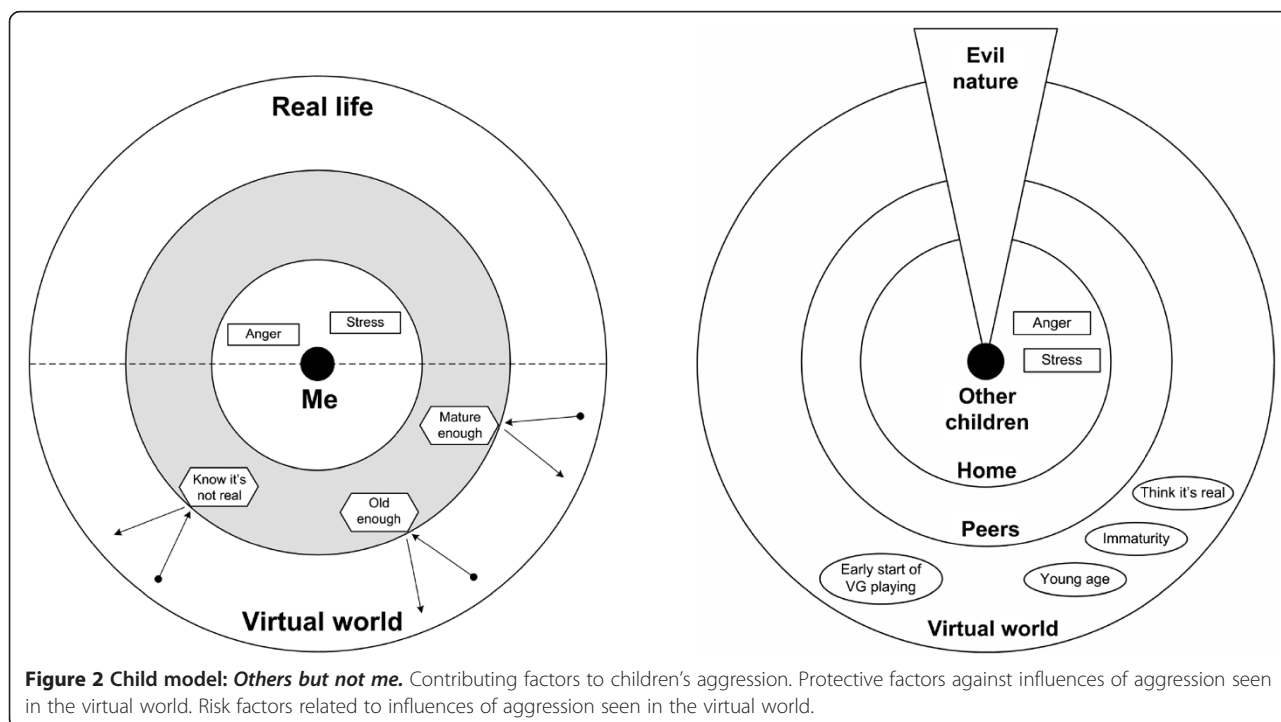 Real life
Anger
Stress
Me
Mature
enough
Know it's
not real
Old
enough
Virtual world
Evil
nature
Anger
Stress
Other
children
Home
Peers
Think it's real
Immaturity
Early start of
VG playing
Young age
Virtual world
Figure 2 Child model: Others but not me. Contributing factors to children's aggression. Protective factors against influences of aggression seen
in the virtual world. Risk factors related to influences of aggression seen in the virtual world.